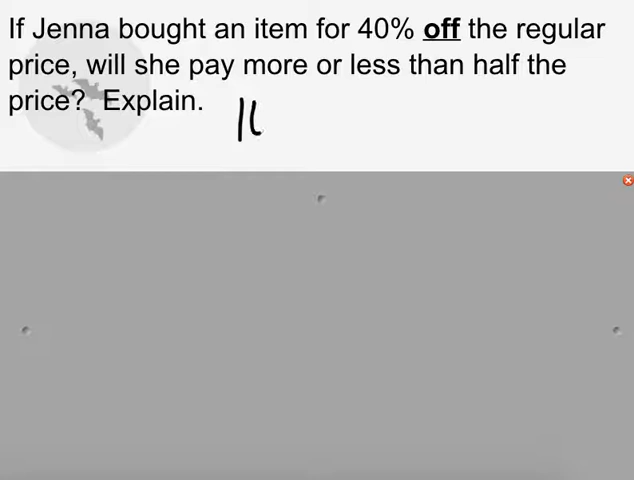 If Jenna bought an item for 40% off the regular
price, will she pay more or less than half the
price? Explain.